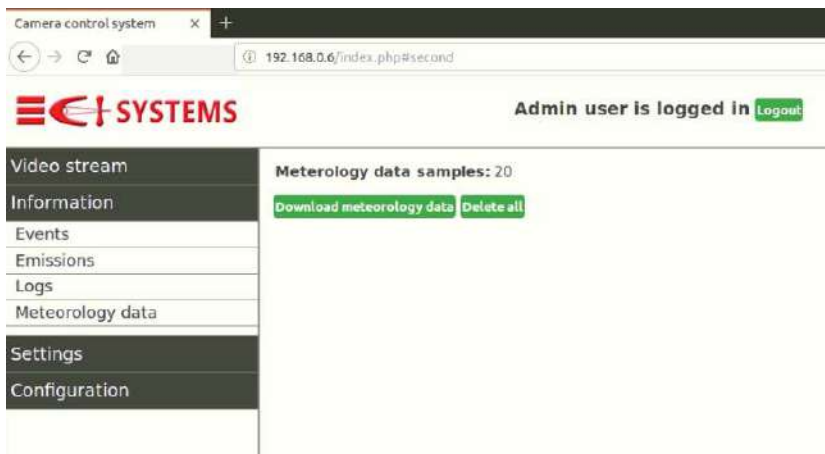 Camera control system × +
192.168.0.6/index.php#second
SYSTEMS
Admin user is logged in Logout
Video stream
Information
Events
Emissions
Logs
Meteorology data
Settings
Configuration
Meterology data samples: 20
Download meteorology data Delete all